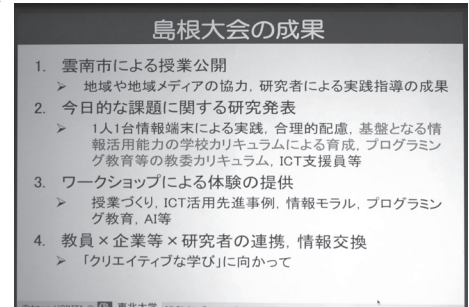 島根大会の成果
1. 雲南市による授業公開
➢ 地域や地域メディアの協力，研究者による実践指導の成果
2. 今日的な課題に関する研究発表
➢ 1人1台情報端末による実践，合理的配慮，基盤となる情
報活用能力の学校カリキュラムによる育成，プログラミン
グ教育等の教委カリキュラム，ICT支援員等
3. ワークショップによる体験の提供
➢ 授業づくり，ICT活用先進事例，情報モラル，プログラミン
グ教育，AI等
4. 教員×企業等×研究者の連携，情報交換
➢ 「クリエイティブな学び」に向かって
東北大学